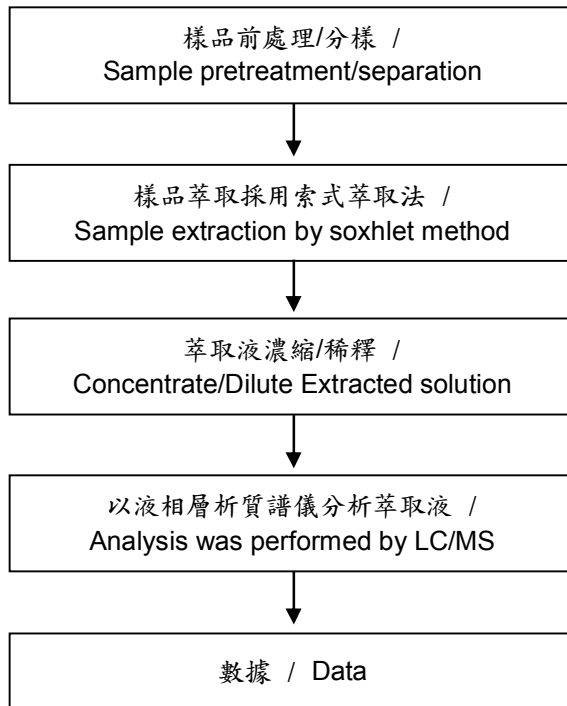 樣品前處理/分樣 /
Sample pretreatment/separation
樣品萃取採用索式萃取法 /
Sample extraction by soxhlet method
萃取液濃縮/稀釋 /
Concentrate/Dilute Extracted solution
以液相層析質譜儀分析萃取液 /
Analysis was performed by LC/MS
數據 / Data